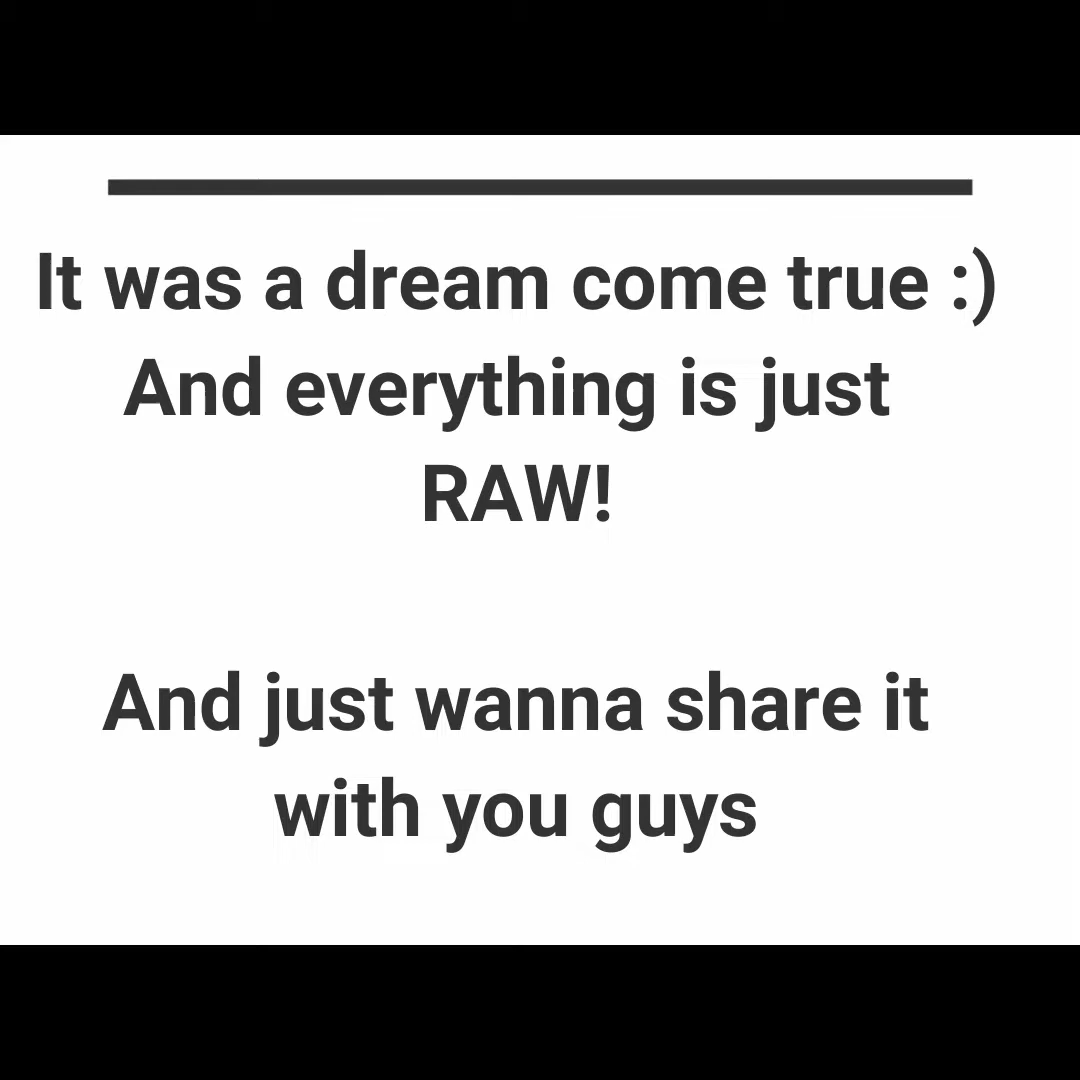 It was a dream come true :)
And everything is just
RAW!
And just wanna share it
with you guys